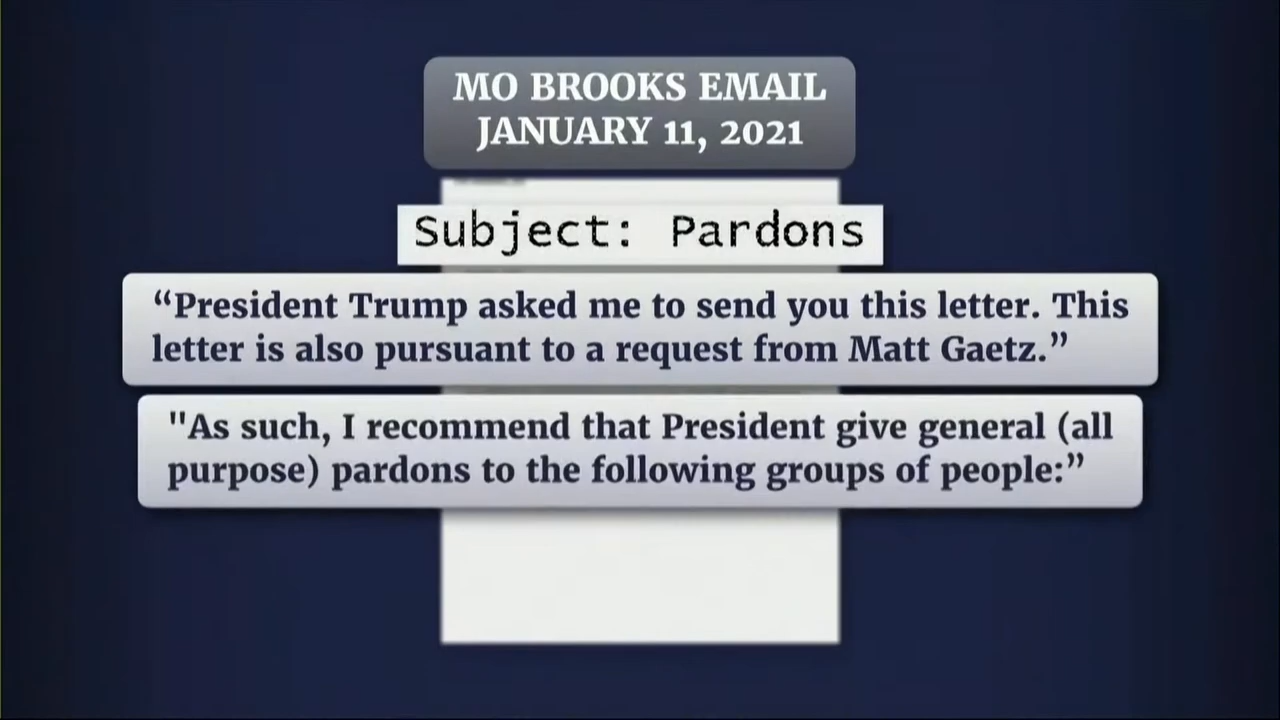 MO BROOKS EMAIL
JANUARY 11, 2021
Subject: Pardons
“President Trump asked me to send you this letter. This
letter is also pursuant to a request from Matt Gaetz.”
"As such, I recommend that President give general (all
purpose) pardons to the following groups of people:”